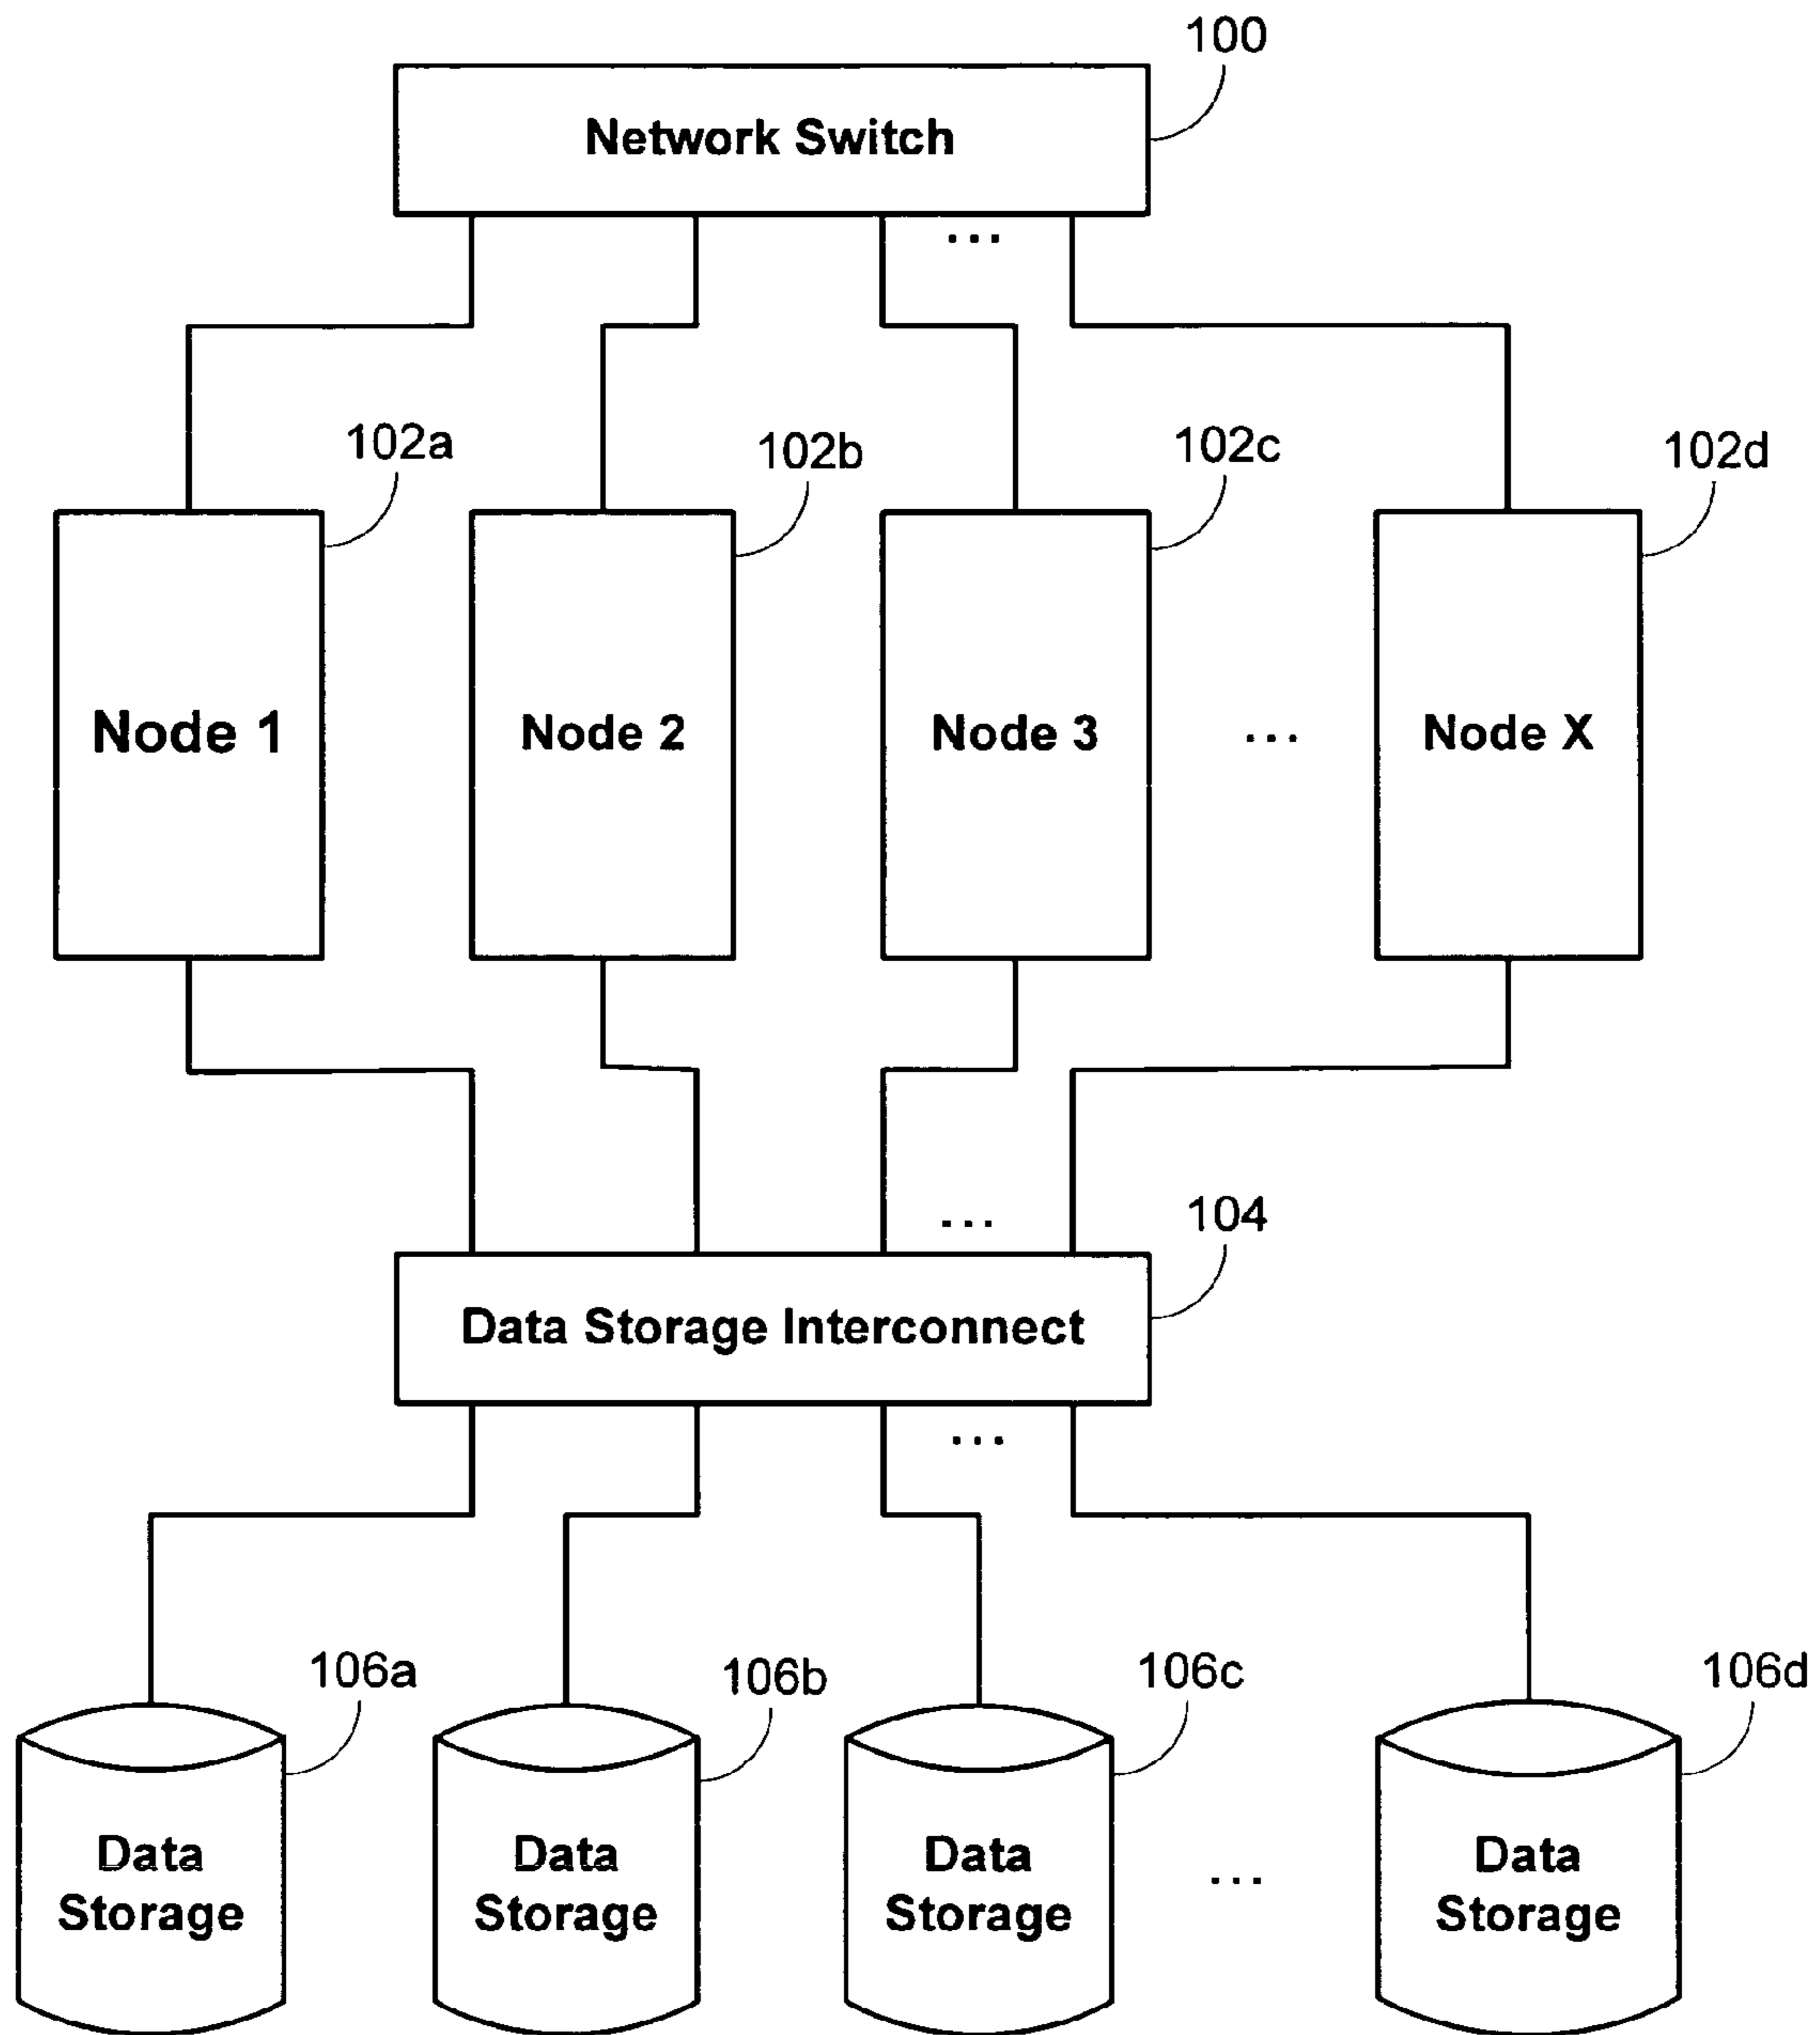 100
Network Switch
...
102a
102b
102c
102d
Node 1
Node 2
Node 3
...
Node X
...
104
Data Storage Interconnect
...
106a
106b
106c
106d
Data
Storage
Data
Storage
Data
Storage
...
Data
Storage